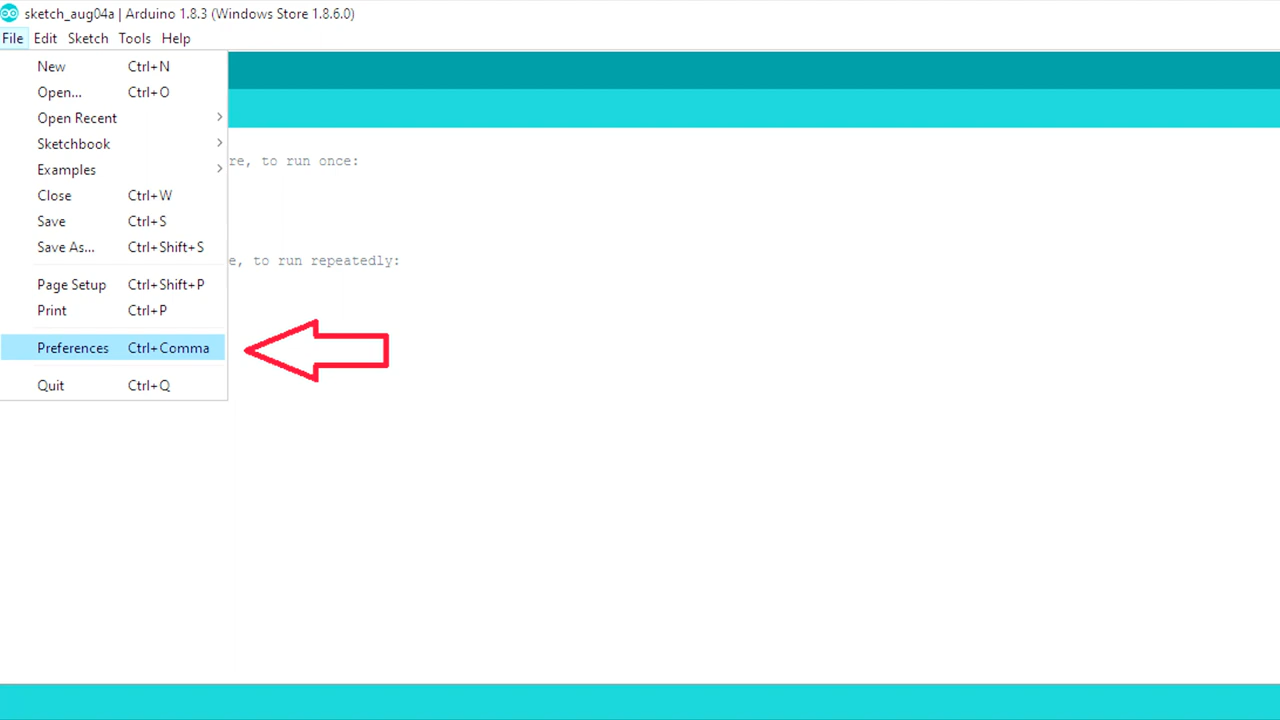 sketch_aug04a | Arduino 1.8.3 (Windows Store 1.8.6.0)
File Edit Sketch Tools Help
New Ctrl+N
Open... Ctrl+O
Open Recent
Sketchbook
Examples
re, to run once:
Close Ctrl+W
Save Ctrl+S
Save As... Ctrl+Shift+S
e, to run repeatedly:
Page Setup Ctrl+Shift+P
Print Ctrl+P
Preferences Ctrl+Comma
Quit Ctrl+Q